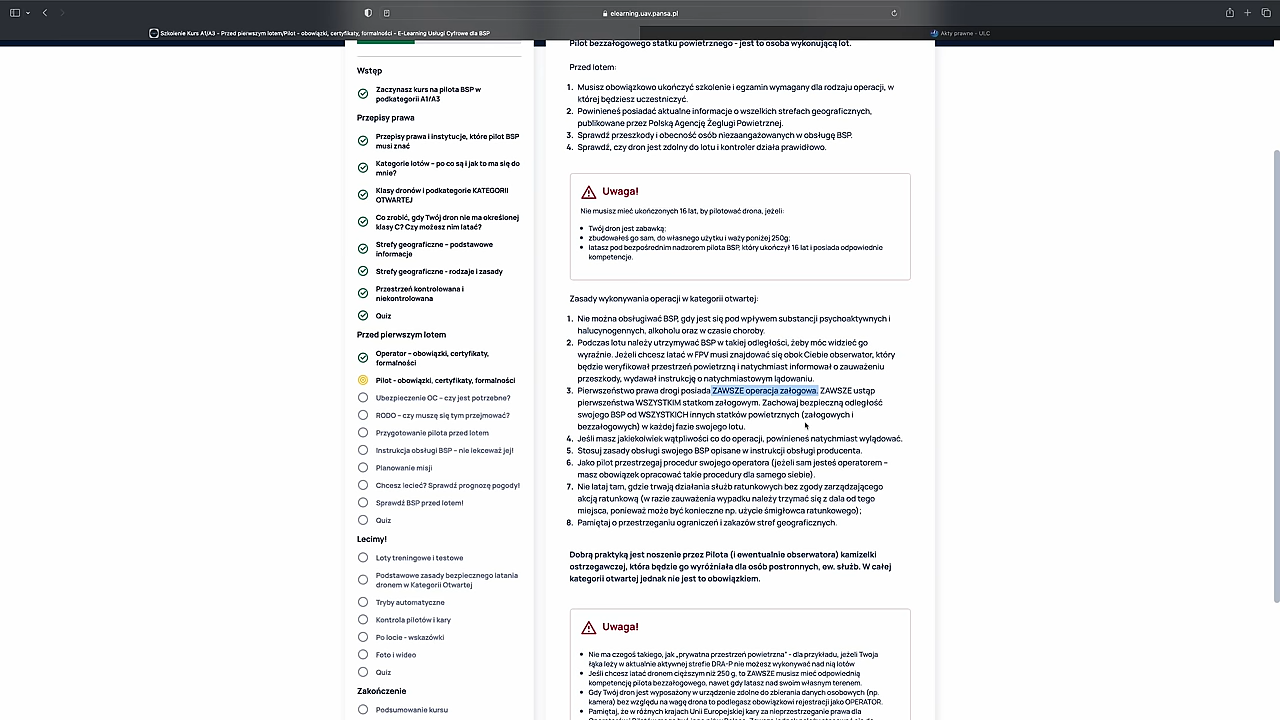 elearning.uav.pansa.pl
Szkolenie Kurs A1/A3 – Przed pierwszym lotem/Pilot – obowiązki, certyfikaty, formalności – E-Learning Usługi Cyfrowe dla BSP
Akty prawne – ULC
Wstęp
Zaczynasz kurs na pilota BSP w
podkategorii A1/A3
Przepisy prawa
Przepisy prawa i instytucje, które pilot BSP
musi znać
Kategorie lotów – po co są i jak to ma się do
mnie?
Klasy dronów i podkategorie KATEGORII
OTWARTEJ
Co zrobić, gdy Twój dron nie ma określonej
klasy C? Czy możesz nim latać?
Strefy geograficzne – podstawowe
informacje
Strefy geograficzne - rodzaje i zasady
Przestrzeń kontrolowana i
niekontrolowana
Quiz
Przed pierwszym lotem
Operator – obowiązki, certyfikaty,
formalności
Pilot - obowiązki, certyfikaty, formalności
Ubezpieczenie OC – czy jest potrzebne?
RODO – czy muszę się tym przejmować?
Przygotowanie pilota przed lotem
Instrukcja obsługi BSP – nie lekceważ jej!
Planowanie misji
Chcesz lecieć? Sprawdź prognozę pogody!
Sprawdź BSP przed lotem!
Quiz
Lecimy!
Loty treningowe i testowe
Podstawowe zasady bezpiecznego latania
dronem w Kategorii Otwartej
Tryby automatyczne
Kontrola pilotów i kary
Po locie - wskazówki
Foto i wideo
Quiz
Zakończenie
Podsumowanie kursu
Pilot bezzałogowego statku powietrznego - jest to osoba wykonującą lot.
Przed lotem:
1. Musisz obowiązkowo ukończyć szkolenie i egzamin wymagany dla rodzaju operacji, w
której będziesz uczestniczyć.
2. Powinieneś posiadać aktualne informacje o wszelkich strefach geograficznych,
publikowane przez Polską Agencję Żeglugi Powietrznej.
3. Sprawdź przeszkody i obecność osób niezaangażowanych w obsługę BSP.
4. Sprawdź, czy dron jest zdolny do lotu i kontroler działa prawidłowo.
Uwaga!
Nie musisz mieć ukończonych 16 lat, by pilotować drona, jeżeli:
Twój dron jest zabawką;
zbudowałeś go sam, do własnego użytku i waży poniżej 250g;
latasz pod bezpośrednim nadzorem pilota BSP, który ukończył 16 lat i posiada odpowiednie
kompetencje.
Zasady wykonywania operacji w kategorii otwartej:
1. Nie można obsługiwać BSP, gdy jest się pod wpływem substancji psychoaktywnych i
halucynogennych, alkoholu oraz w czasie choroby.
2. Podczas lotu należy utrzymywać BSP w takiej odległości, żeby móc widzieć go
wyraźnie. Jeżeli chcesz latać w FPV musi znajdować się obok Ciebie obserwator, który
będzie weryfikował przestrzeń powietrzną i natychmiast informował o zauważeniu
przeszkody, wydawał instrukcję o natychmiastowym lądowaniu.
3. Pierwszeństwo prawa drogi posiada ZAWSZE operacja załogowa. ZAWSZE ustąp
pierwszeństwa WSZYSTKIM statkom załogowym. Zachowaj bezpieczną odległość
swojego BSP od WSZYSTKICH innych statków powietrznych (załogowych i
bezzałogowych) w każdej fazie swojego lotu.
4. Jeśli masz jakiekolwiek wątpliwości co do operacji, powinieneś natychmiast wylądować.
5. Stosuj zasady obsługi swojego BSP opisane w instrukcji obsługi producenta.
6. Jako pilot przestrzegaj procedur swojego operatora (jeżeli sam jesteś operatorem –
masz obowiązek opracować takie procedury dla samego siebie).
7. Nie lataj tam, gdzie trwają działania służb ratunkowych bez zgody zarządzającego
akcją ratunkową (w razie zauważenia wypadku należy trzymać się z dala od tego
miejsca, ponieważ może być konieczne np. użycie śmigłowca ratunkowego);
8. Pamiętaj o przestrzeganiu ograniczeń i zakazów stref geograficznych.
Dobrą praktyką jest noszenie przez Pilota (i ewentualnie obserwatora) kamizelki
ostrzegawczej, która będzie go wyróżniała dla osób postronnych, ew. służb. W całej
kategorii otwartej jednak nie jest to obowiązkiem.
Uwaga!
Nie ma czegoś takiego, jak „prywatna przestrzeń powietrzna" - dla przykładu, jeżeli Twoja
łąka leży w aktualnie aktywnej strefie DRA-P nie możesz wykonywać nad nią lotów
Jeśli chcesz latać dronem cięższym niż 250 g, to ZAWSZE musisz mieć odpowiednią
kompetencję pilota bezzałogowego, nawet gdy latasz nad swoim własnym terenem.
Gdy Twój dron jest wyposażony w urządzenie zdolne do zbierania danych osobowych (np.
kamera) bez względu na wagę drona to podlegasz obowiązkowi rejestracji jako OPERATOR.
Pamiętaj, że w różnych krajach Unii Europejskiej kary za nieprzestrzeganie prawa dla